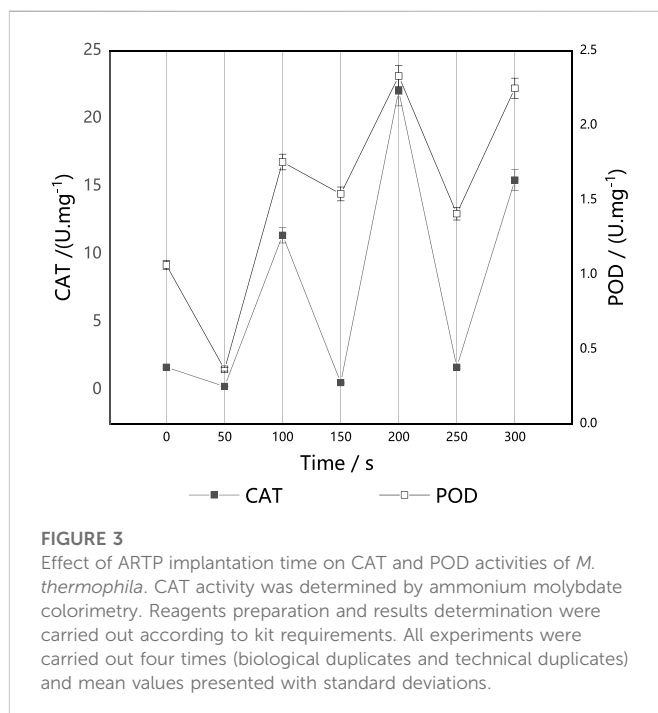 25
20
15
10
5
0
CAT /(U.mg-1)
2.5
2.0
1.5
1.0
0.5
0.0
POD / (U.mg-1)
0 50 100 150 200 250 300
Time / s
CAT POD
FIGURE 3
Effect of ARTP implantation time on CAT and POD activities of M.
thermophila. CAT activity was determined by ammonium molybdate
colorimetry. Reagents preparation and results determination were
carried out according to kit requirements. All experiments were
carried out four times (biological duplicates and technical duplicates)
and mean values presented with standard deviations.